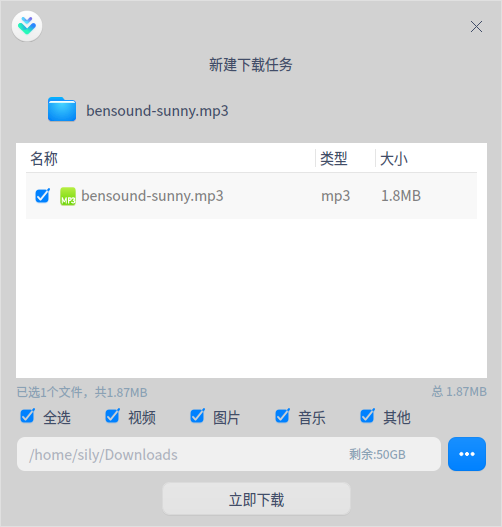 新建下载任务
bensound-sunny.mp3
名称 类型 大小
MP3 bensound-sunny.mp3 mp3 1.8MB
已选1个文件，共1.87MB 总 1.87MB
全选 视频 图片 音乐 其他
/home/sily/Downloads 剩余:50GB
立即下载